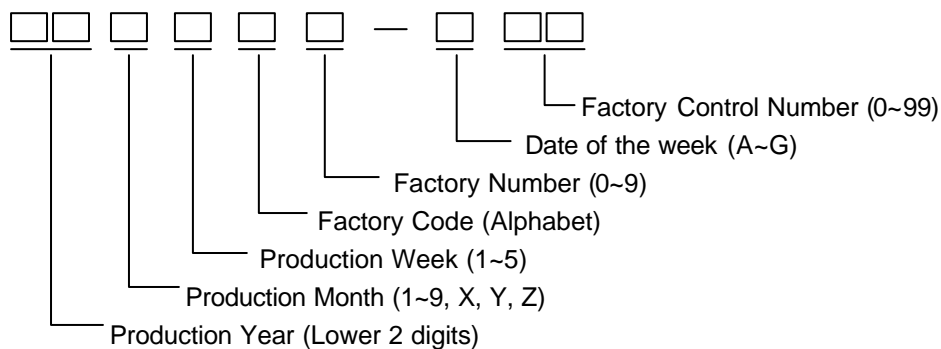 Factory Control Number (0~99)
Date of the week (A~G)
Factory Number (0~9)
Factory Code (Alphabet)
Production Week (1~5)
Production Month (1~9, X, Y, Z)
Production Year (Lower 2 digits)